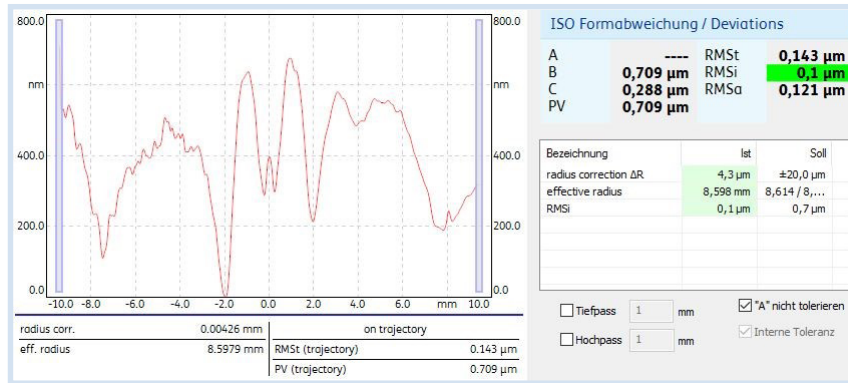 800.0
nm
400.0
200.0
0.0
800.0
nm
400.0
200.0
0.0
-10.0 -8.0 -6.0 -4.0 -2.0 0.0 2.0 4.0 6.0 mm 10.0
radius corr. 0.00426 mm
eff. radius 8.5979 mm
on trajectory
RMSt (trajectory) 0.143 µm
PV (trajectory) 0.709 µm
ISO Formabweichung / Deviations
A ---- RMSt 0,143 µm
B 0,709 µm RMSi 0,1 µm
C 0,288 µm RMSa 0,121 µm
PV 0,709 µm
Bezeichnung Ist Soll
radius correction ΔR 4,3 µm ±20,0 µm
effective radius 8,598 mm 8,614 / 8,...
RMSi 0,1 µm 0,7 µm
Tiefpass 1 mm "A" nicht tolerieren
Hochpass 1 mm Interne Toleranz